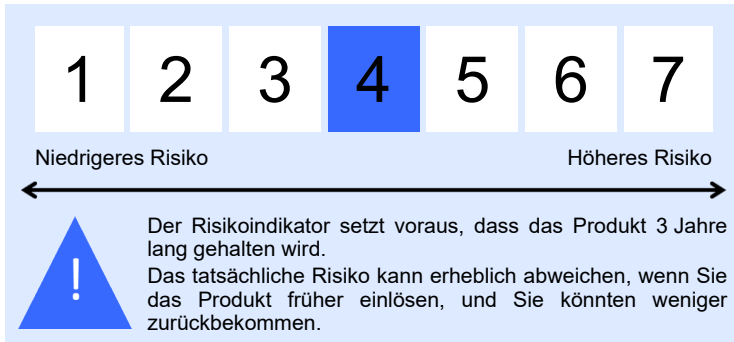 1 2 3 4 5 6 7
Niedrigeres Risiko Höheres Risiko
Der Risikoindikator setzt voraus, dass das Produkt 3 Jahre
lang gehalten wird.
Das tatsächliche Risiko kann erheblich abweichen, wenn Sie
das Produkt früher einlösen, und Sie könnten weniger
zurückbekommen.
!